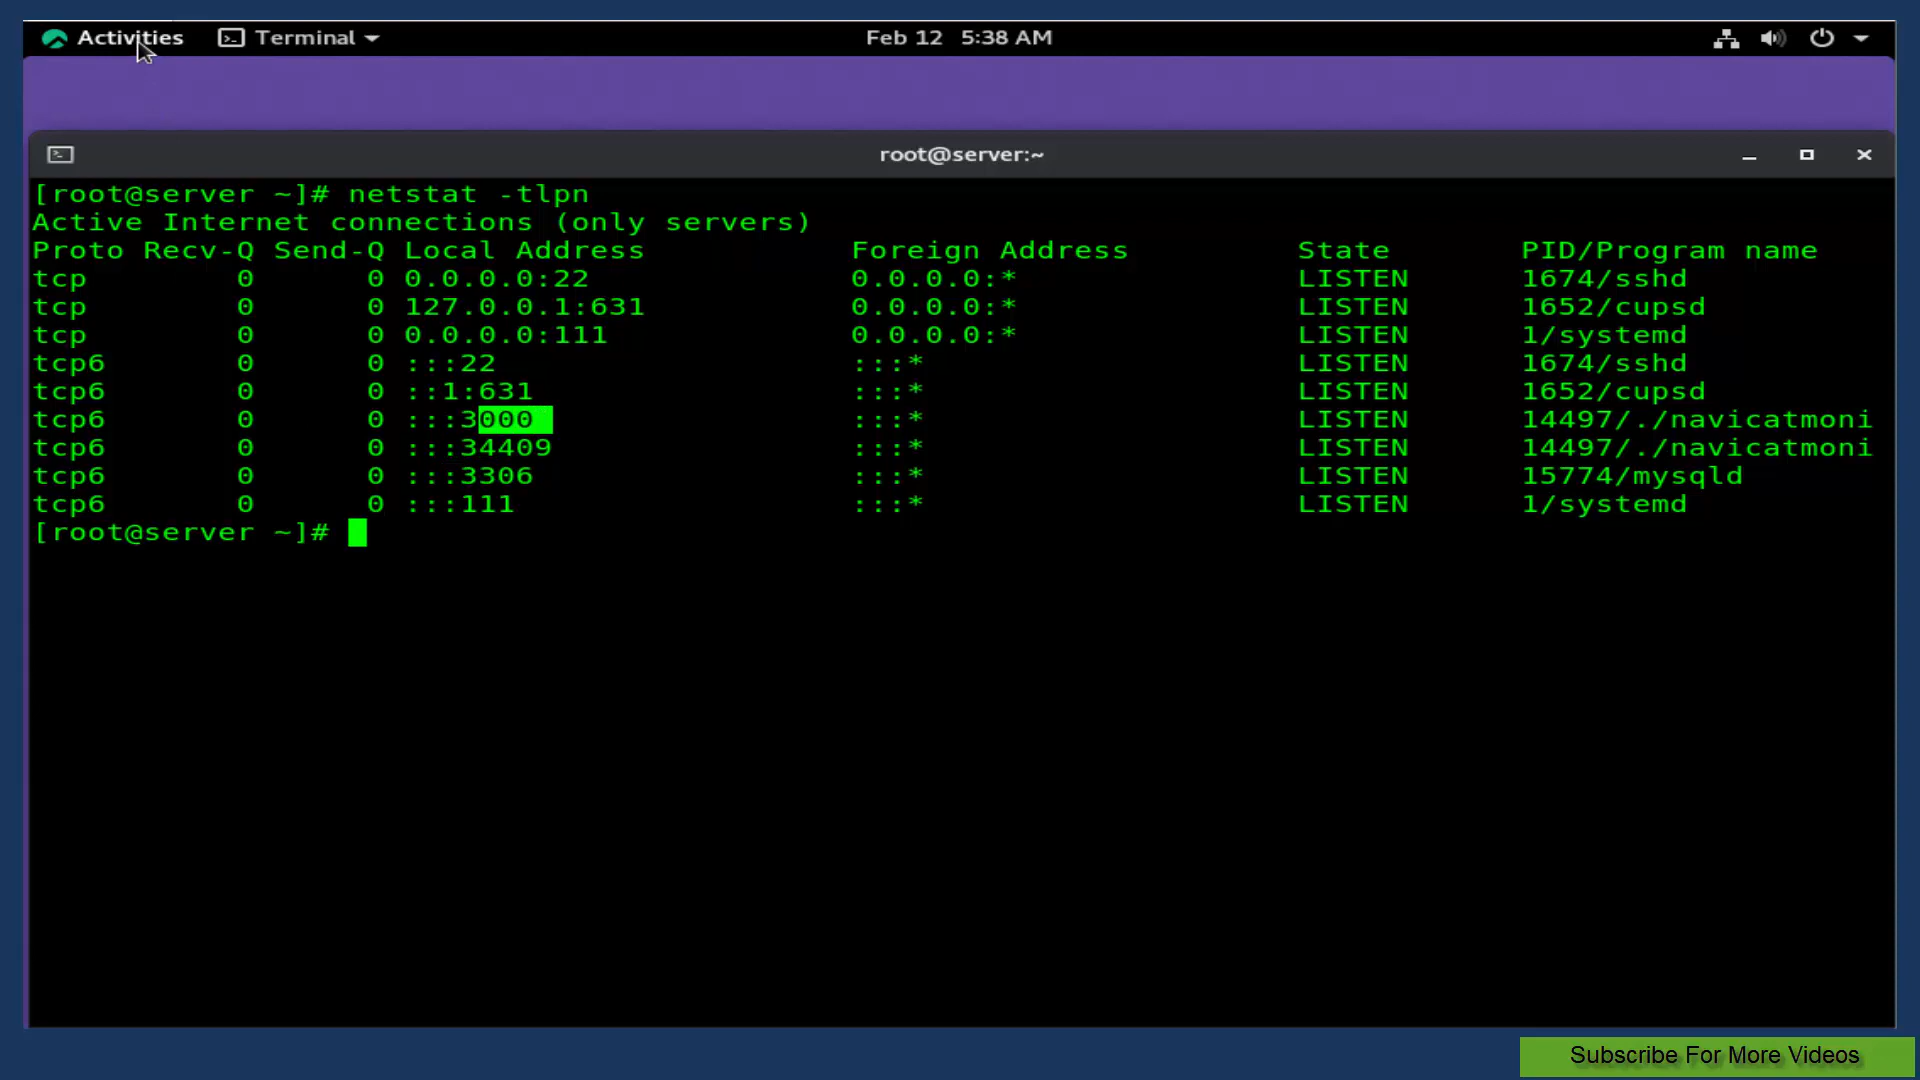 Activities Terminal Feb 12 5:38 AM
root@server:~
[root@server ~]# netstat -tlpn
Active Internet connections (only servers)
Proto Recv-Q Send-Q Local Address Foreign Address State PID/Program name
tcp 0 0 0.0.0.0:22 0.0.0.0:* LISTEN 1674/sshd
tcp 0 0 127.0.0.1:631 0.0.0.0:* LISTEN 1652/cupsd
tcp 0 0 0.0.0.0:111 0.0.0.0:* LISTEN 1/systemd
tcp6 0 0 :::22 :::* LISTEN 1674/sshd
tcp6 0 0 ::1:631 :::* LISTEN 1652/cupsd
tcp6 0 0 :::3000 :::* LISTEN 14497/./navicatmoni
tcp6 0 0 :::34409 :::* LISTEN 14497/./navicatmoni
tcp6 0 0 :::3306 :::* LISTEN 15774/mysqld
tcp6 0 0 :::111 :::* LISTEN 1/systemd
[root@server ~]#
Subscribe For More Videos